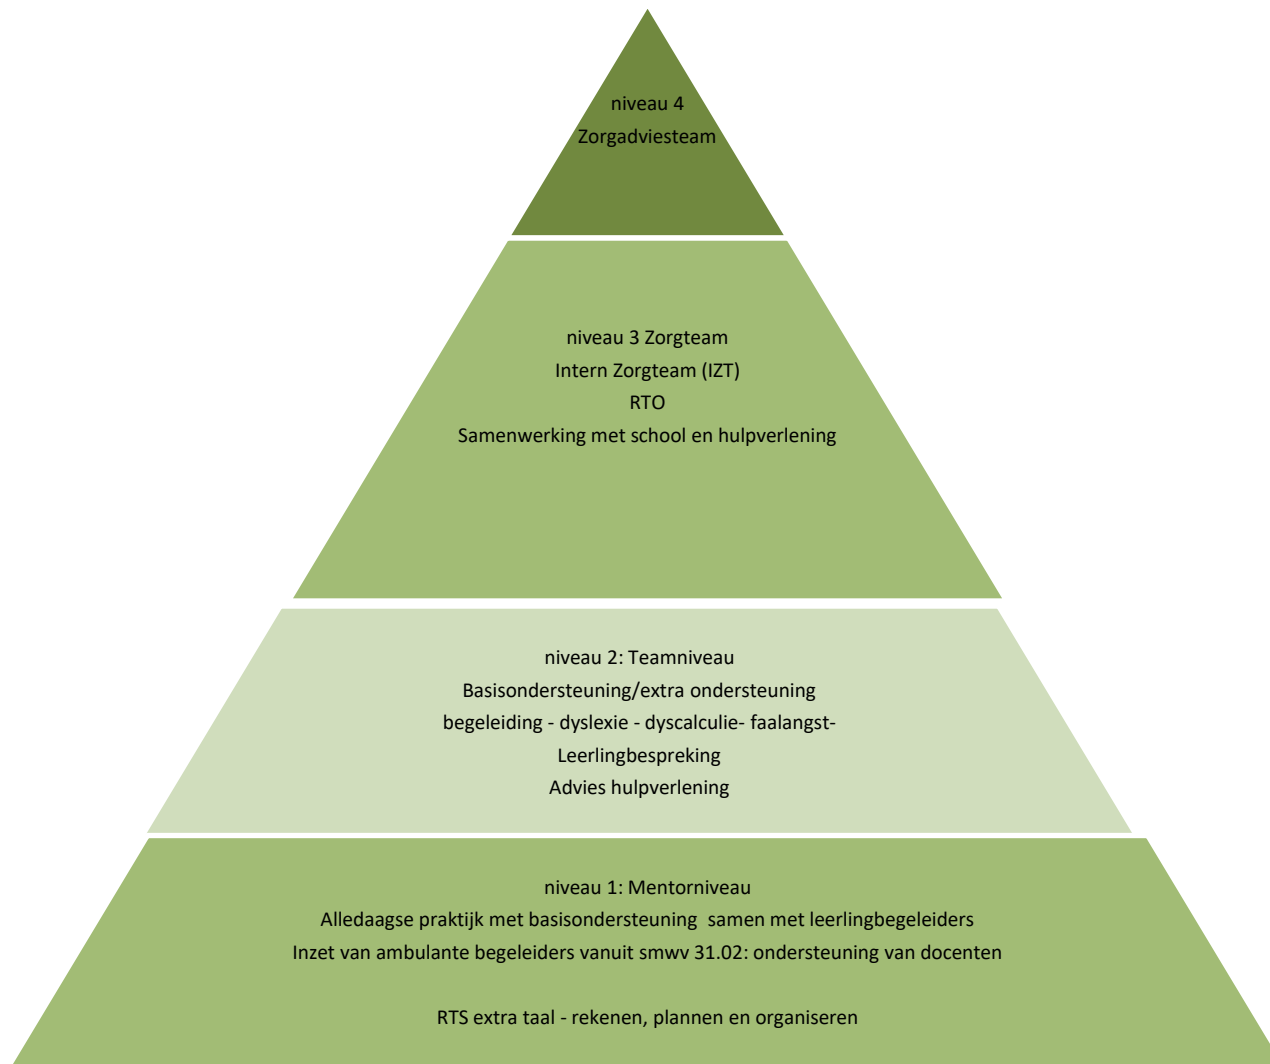 niveau 4
Zorgadviesteam
niveau 3 Zorgteam
Intern Zorgteam (IZT)
RTO
Samenwerking met school en hulpverlening
niveau 2: Teamniveau
Basisondersteuning/extra ondersteuning
begeleiding - dyslexie - dyscalculie- faalangst-
Leerlingbespreking
Advies hulpverlening
niveau 1: Mentorniveau
Alledaagse praktijk met basisondersteuning  samen met leerlingbegeleiders
Inzet van ambulante begeleiders vanuit smwv 31.02: ondersteuning van docenten
RTS extra taal - rekenen, plannen en organiseren